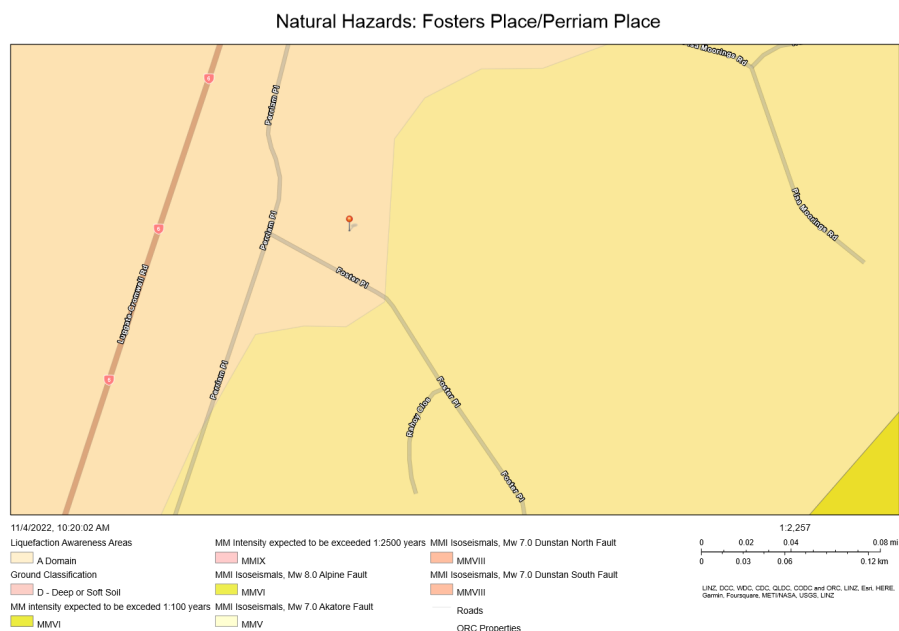 Natural Hazards: Fosters Place/Perriam Place
Moorings Rd
6
Perriam Pl
Pisa Moorings Rd
6
Perriam Pl
Foster Pl
Luggate-Cromwell Rd
6
Perriam Pl
Foster Pl
Foster Pl
11/4/2022, 10:20:02 AM
1:2,257
Liquefaction Awareness Areas
A Domain
Ground Classification
D - Deep or Soft Soil
MM intensity expected to be exceded 1:100 years
MMVI
MM Intensity expected to be exceeded 1:2500 years
MMIX
MMI Isoseismals, Mw 8.0 Alpine Fault
MMVI
MMI Isoseismals, Mw 7.0 Akatore Fault
MMV
MMI Isoseismals, Mw 7.0 Dunstan North Fault
MMVIII
MMI Isoseismals, Mw 7.0 Dunstan South Fault
MMVIII
Roads
ORC Properties
0 0.02 0.04 0.08 mi
0 0.03 0.06 0.12 km
LINZ, DCC, WDC, CDC, QLDC, CODC and ORC, LINZ, Esri, HERE,
Garmin, Foursquare, METI/NASA, USGS, LINZ